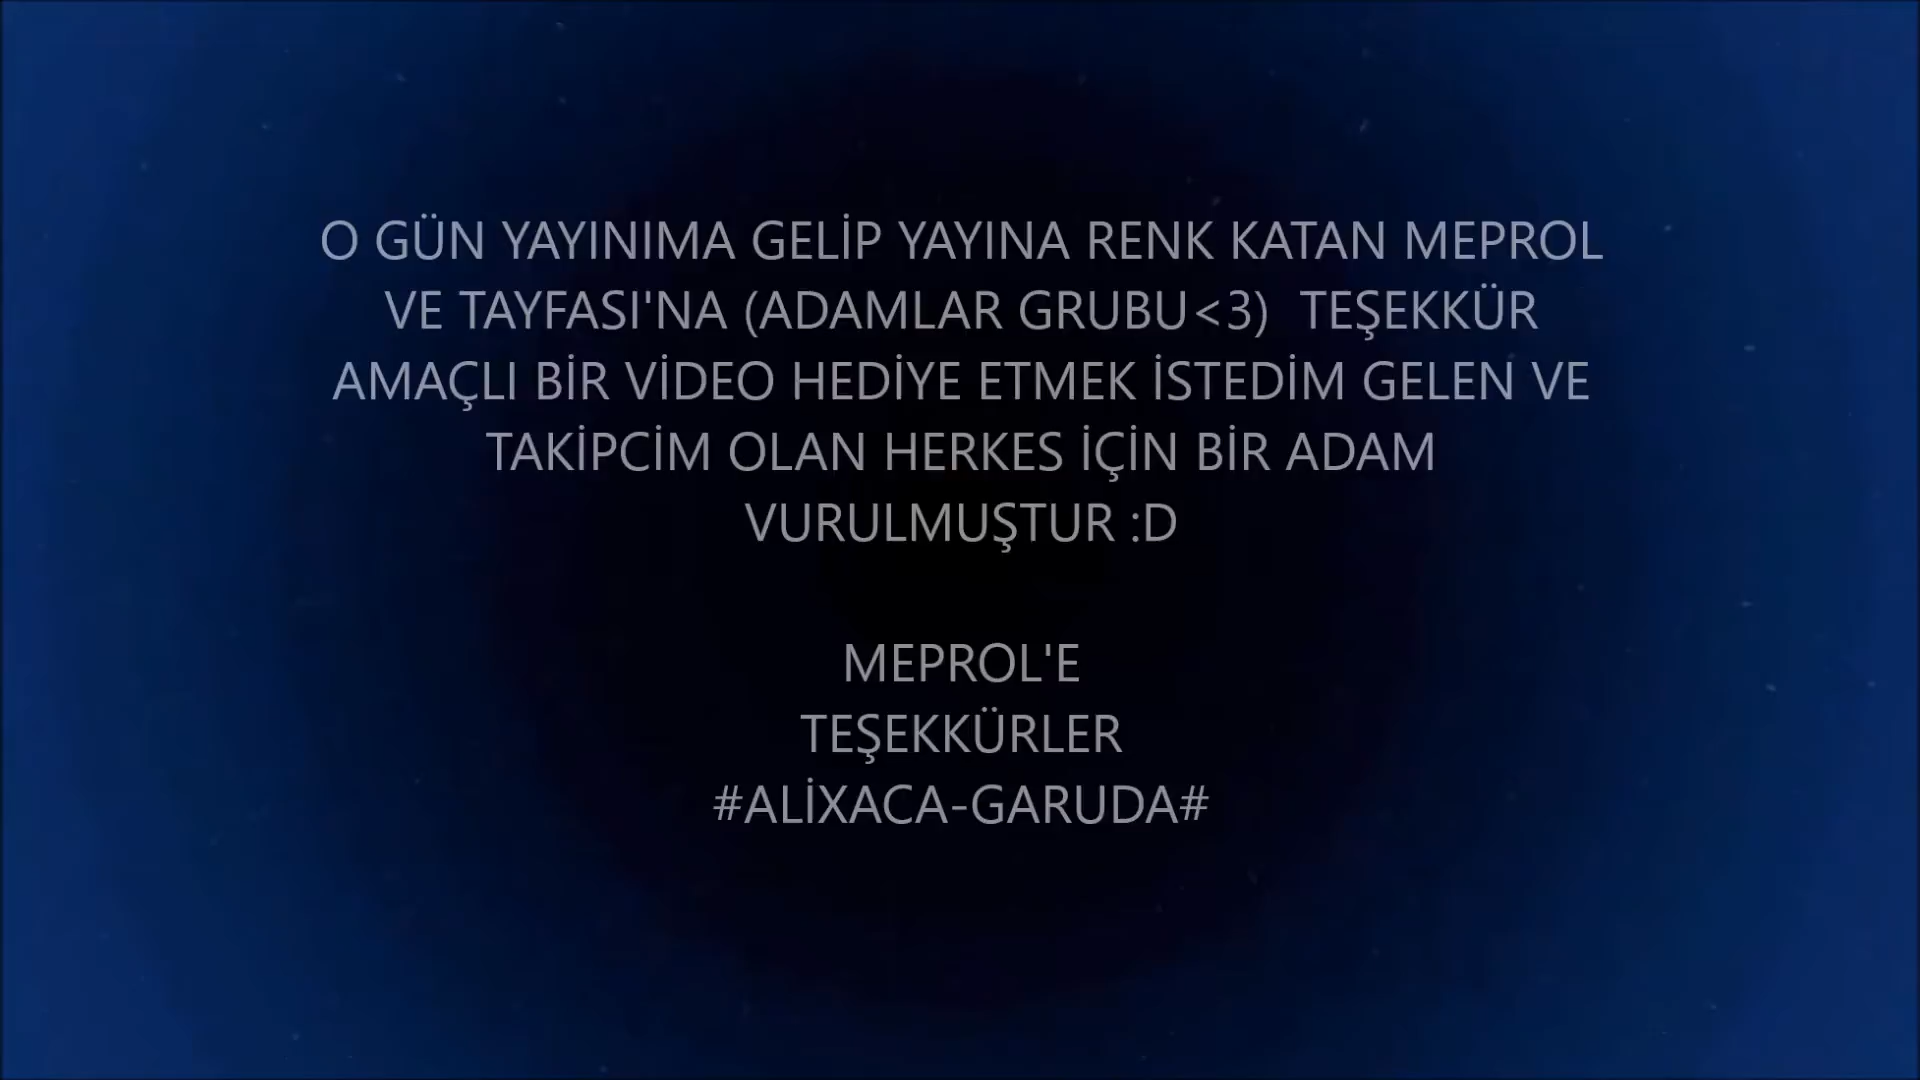 O GÜN YAYINIMA GELİP YAYINA RENK KATAN MEPROL
VE TAYFASI'NA (ADAMLAR GRUBU<3)  TEŞEKKÜR
AMAÇLI BİR VİDEO HEDİYE ETMEK İSTEDİM GELEN VE
TAKİPCİM OLAN HERKES İÇİN BİR ADAM
VURULMUŞTUR :D
MEPROL'E
TEŞEKKÜRLER
#ALİXACA-GARUDA#